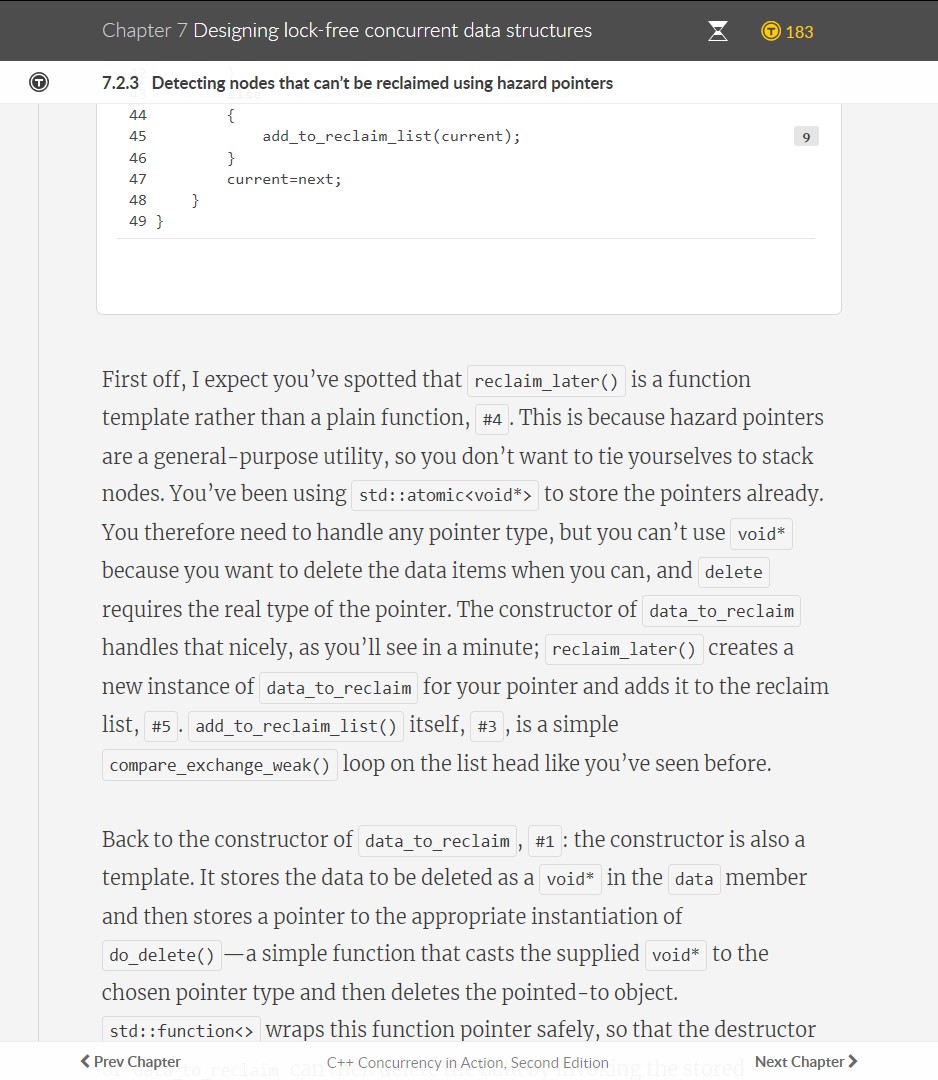 Chapter 7 Designing lock-free concurrent data structures 183
7.2.3 Detecting nodes that can’t be reclaimed using hazard pointers
44 {
45 add_to_reclaim_list(current); 9
46 }
47 current=next;
48 }
49 }
First off, I expect you’ve spotted that reclaim_later() is a function
template rather than a plain function, #4 . This is because hazard pointers
are a general-purpose utility, so you don’t want to tie yourselves to stack
nodes. You’ve been using std::atomic<void*> to store the pointers already.
You therefore need to handle any pointer type, but you can’t use void*
because you want to delete the data items when you can, and delete
requires the real type of the pointer. The constructor of data_to_reclaim
handles that nicely, as you’ll see in a minute; reclaim_later() creates a
new instance of data_to_reclaim for your pointer and adds it to the reclaim
list, #5 . add_to_reclaim_list() itself, #3 , is a simple
compare_exchange_weak() loop on the list head like you’ve seen before.
Back to the constructor of data_to_reclaim , #1 : the constructor is also a
template. It stores the data to be deleted as a void* in the data member
and then stores a pointer to the appropriate instantiation of
do_delete() —a simple function that casts the supplied void* to the
chosen pointer type and then deletes the pointed-to object.
std::function<> wraps this function pointer safely, so that the destructor
Prev Chapter C++ Concurrency in Action, Second Edition Next Chapter